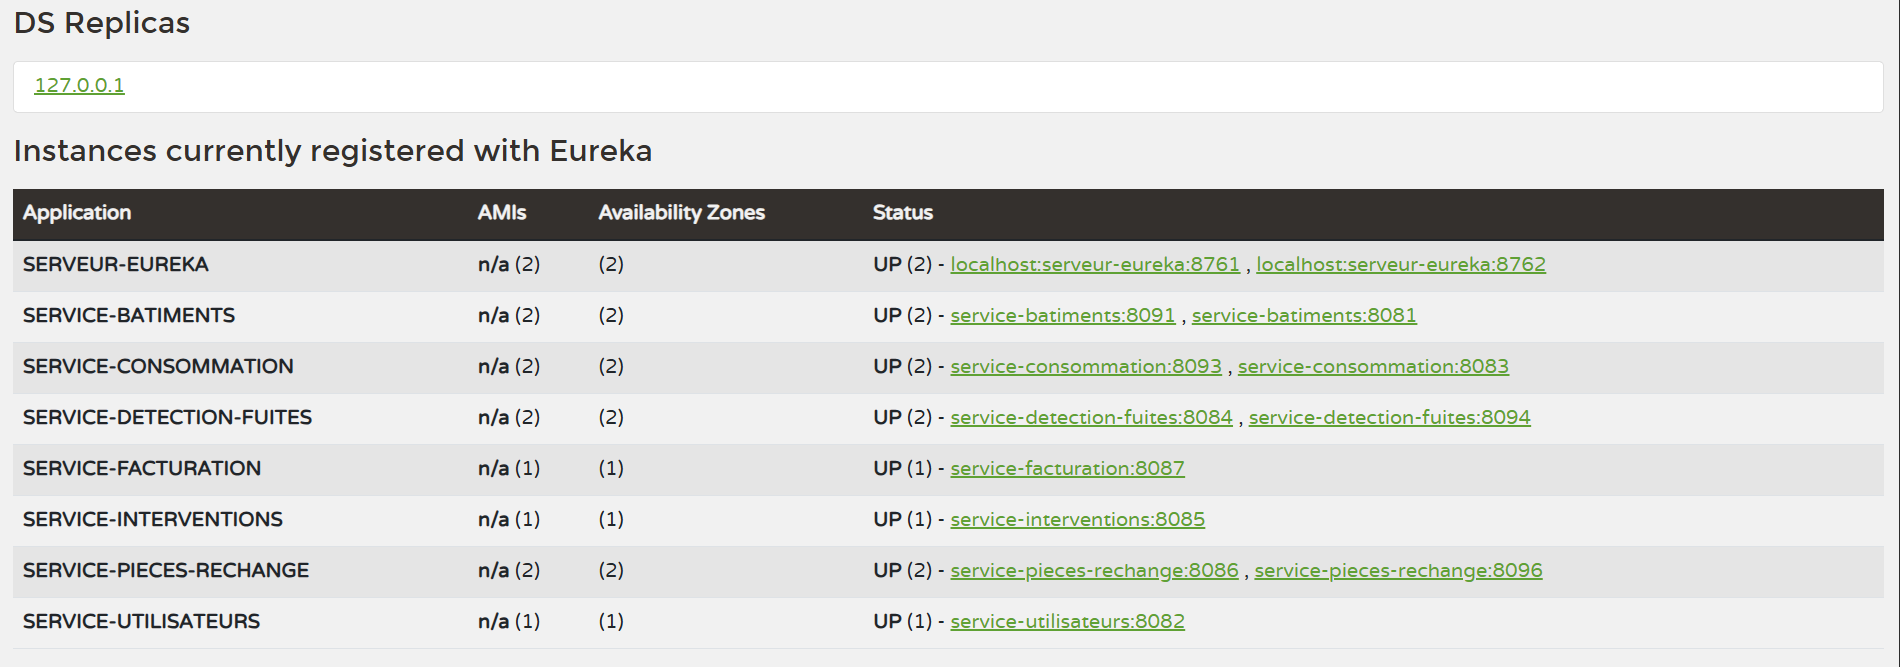 DS Replicas
127.0.0.1
Instances currently registered with Eureka
Application AMIs Availability Zones Status
SERVEUR-EUREKA n/a (2) (2) UP (2) - localhost:serveur-eureka:8761 , localhost:serveur-eureka:8762
SERVICE-BATIMENTS n/a (2) (2) UP (2) - service-batiments:8091 , service-batiments:8081
SERVICE-CONSOMMATION n/a (2) (2) UP (2) - service-consommation:8093 , service-consommation:8083
SERVICE-DETECTION-FUITES n/a (2) (2) UP (2) - service-detection-fuites:8084 , service-detection-fuites:8094
SERVICE-FACTURATION n/a (1) (1) UP (1) - service-facturation:8087
SERVICE-INTERVENTIONS n/a (1) (1) UP (1) - service-interventions:8085
SERVICE-PIECES-RECHANGE n/a (2) (2) UP (2) - service-pieces-rechange:8086 , service-pieces-rechange:8096
SERVICE-UTILISATEURS n/a (1) (1) UP (1) - service-utilisateurs:8082